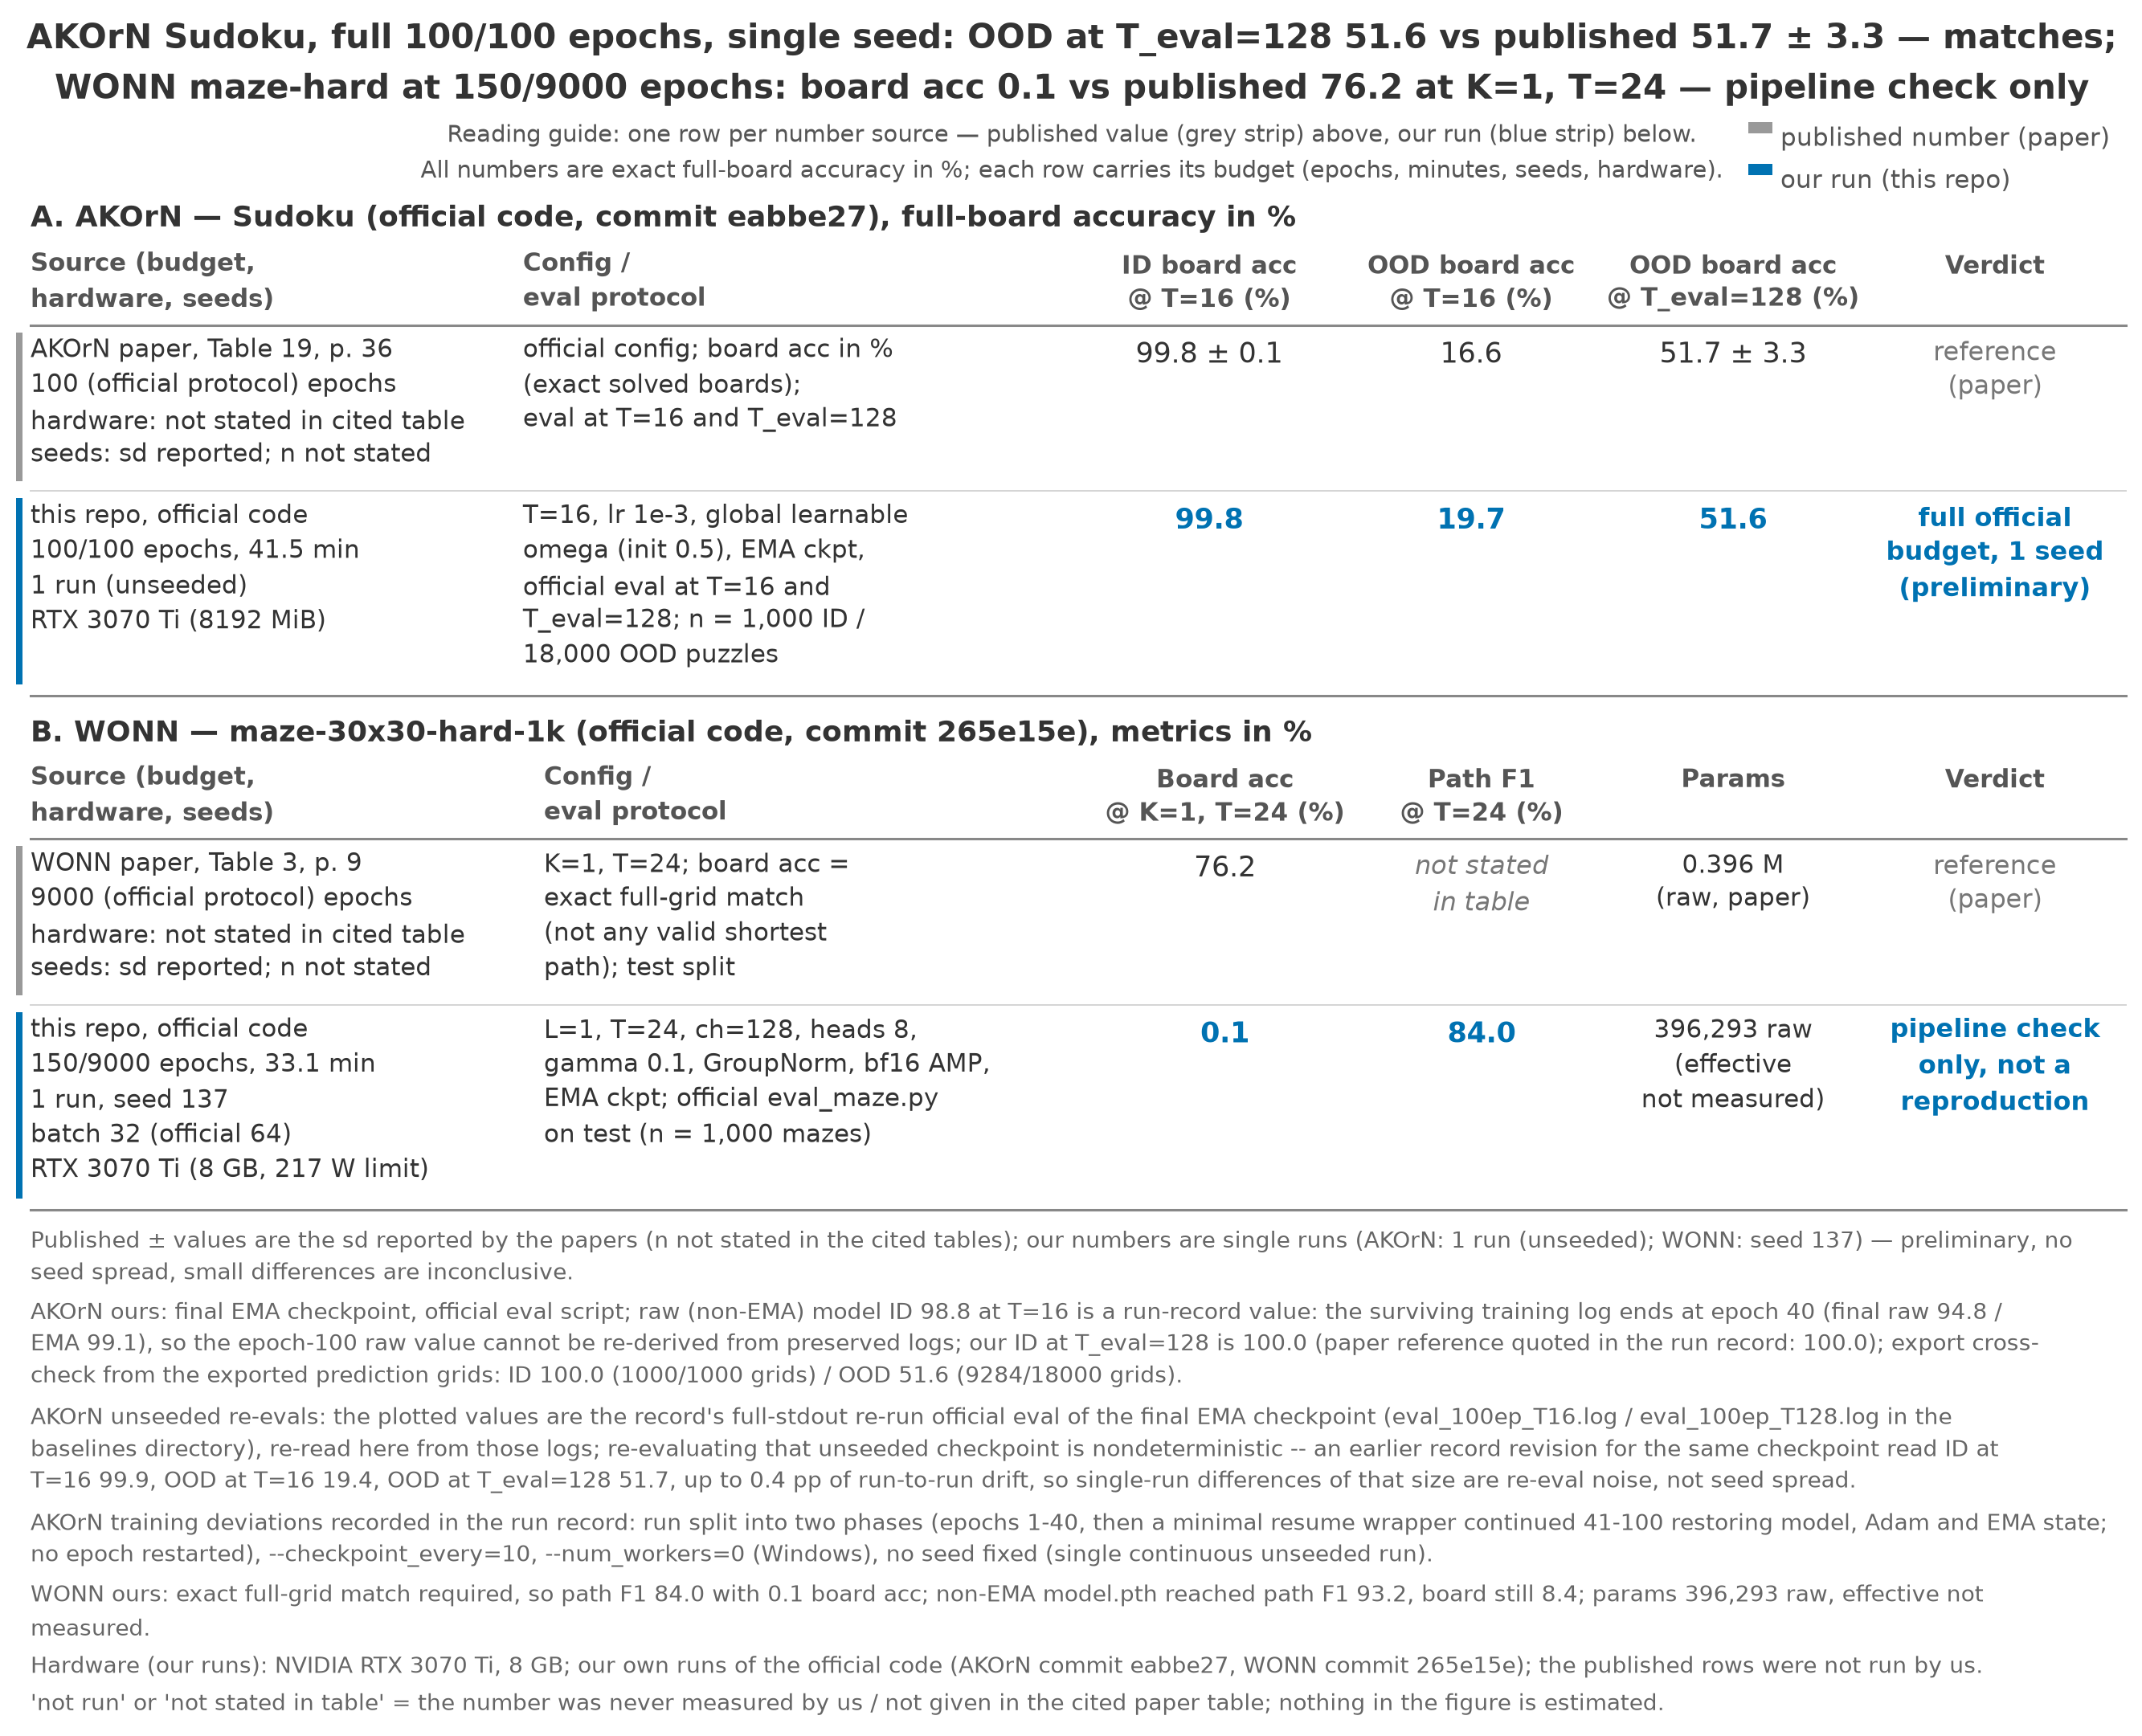 AKOrN Sudoku, full 100/100 epochs, single seed: OOD at T_eval=128 51.6 vs published 51.7 ± 3.3 — matches;
WONN maze-hard at 150/9000 epochs: board acc 0.1 vs published 76.2 at K=1, T=24 — pipeline check only
Reading guide: one row per number source — published value (grey strip) above, our run (blue strip) below.
All numbers are exact full-board accuracy in %; each row carries its budget (epochs, minutes, seeds, hardware).
published number (paper)
our run (this repo)
A. AKOrN — Sudoku (official code, commit eabbe27), full-board accuracy in %
Source (budget,
hardware, seeds)
Config /
eval protocol
ID board acc
@ T=16 (%)
OOD board acc
@ T=16 (%)
OOD board acc
@ T_eval=128 (%)
Verdict
AKOrN paper, Table 19, p. 36
100 (official protocol) epochs
hardware: not stated in cited table
seeds: sd reported; n not stated
official config; board acc in %
(exact solved boards);
eval at T=16 and T_eval=128
99.8 ± 0.1
16.6
51.7 ± 3.3
reference
(paper)
this repo, official code
100/100 epochs, 41.5 min
1 run (unseeded)
RTX 3070 Ti (8192 MiB)
T=16, lr 1e-3, global learnable
omega (init 0.5), EMA ckpt,
official eval at T=16 and
T_eval=128; n = 1,000 ID /
18,000 OOD puzzles
99.8
19.7
51.6
full official
budget, 1 seed
(preliminary)
B. WONN — maze-30x30-hard-1k (official code, commit 265e15e), metrics in %
Source (budget,
hardware, seeds)
Config /
eval protocol
Board acc
@ K=1, T=24 (%)
Path F1
@ T=24 (%)
Params
Verdict
WONN paper, Table 3, p. 9
9000 (official protocol) epochs
hardware: not stated in cited table
seeds: sd reported; n not stated
K=1, T=24; board acc =
exact full-grid match
(not any valid shortest
path); test split
76.2
not stated
in table
0.396 M
(raw, paper)
reference
(paper)
this repo, official code
150/9000 epochs, 33.1 min
1 run, seed 137
batch 32 (official 64)
RTX 3070 Ti (8 GB, 217 W limit)
L=1, T=24, ch=128, heads 8,
gamma 0.1, GroupNorm, bf16 AMP,
EMA ckpt; official eval_maze.py
on test (n = 1,000 mazes)
0.1
84.0
396,293 raw
(effective
not measured)
pipeline check
only, not a
reproduction
Published ± values are the sd reported by the papers (n not stated in the cited tables); our numbers are single runs (AKOrN: 1 run (unseeded); WONN: seed 137) — preliminary, no
seed spread, small differences are inconclusive.
AKOrN ours: final EMA checkpoint, official eval script; raw (non-EMA) model ID 98.8 at T=16 is a run-record value: the surviving training log ends at epoch 40 (final raw 94.8 /
EMA 99.1), so the epoch-100 raw value cannot be re-derived from preserved logs; our ID at T_eval=128 is 100.0 (paper reference quoted in the run record: 100.0); export cross-
check from the exported prediction grids: ID 100.0 (1000/1000 grids) / OOD 51.6 (9284/18000 grids).
AKOrN unseeded re-evals: the plotted values are the record's full-stdout re-run official eval of the final EMA checkpoint (eval_100ep_T16.log / eval_100ep_T128.log in the
baselines directory), re-read here from those logs; re-evaluating that unseeded checkpoint is nondeterministic -- an earlier record revision for the same checkpoint read ID at
T=16 99.9, OOD at T=16 19.4, OOD at T_eval=128 51.7, up to 0.4 pp of run-to-run drift, so single-run differences of that size are re-eval noise, not seed spread.
AKOrN training deviations recorded in the run record: run split into two phases (epochs 1-40, then a minimal resume wrapper continued 41-100 restoring model, Adam and EMA state;
no epoch restarted), --checkpoint_every=10, --num_workers=0 (Windows), no seed fixed (single continuous unseeded run).
WONN ours: exact full-grid match required, so path F1 84.0 with 0.1 board acc; non-EMA model.pth reached path F1 93.2, board still 8.4; params 396,293 raw, effective not
measured.
Hardware (our runs): NVIDIA RTX 3070 Ti, 8 GB; our own runs of the official code (AKOrN commit eabbe27, WONN commit 265e15e); the published rows were not run by us.
'not run' or 'not stated in table' = the number was never measured by us / not given in the cited paper table; nothing in the figure is estimated.